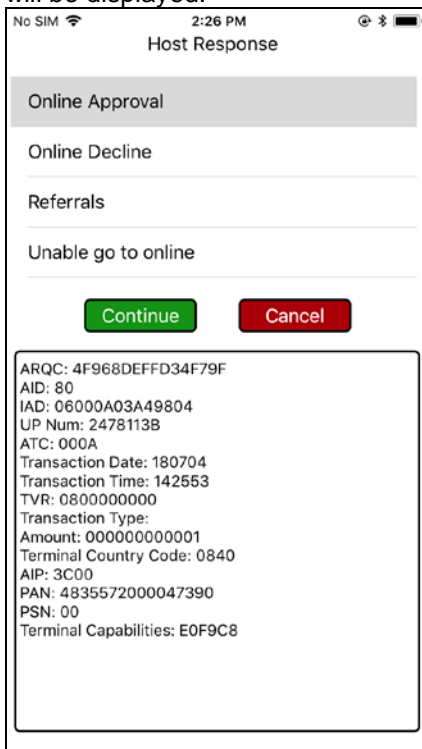 will be displayed.
No SIM 2:26 PM
Host Response
Online Approval
Online Decline
Referrals
Unable go to online
Continue Cancel
ARQC: 4F968DEFFD34F79F
AID: 80
IAD: 06000A03A49804
UP Num: 2478113B
ATC: 000A
Transaction Date: 180704
Transaction Time: 142553
TVR: 0800000000
Transaction Type:
Amount: 000000000001
Terminal Country Code: 0840
AIP: 3C00
PAN: 4835572000047390
PSN: 00
Terminal Capabilities: E0F9C8